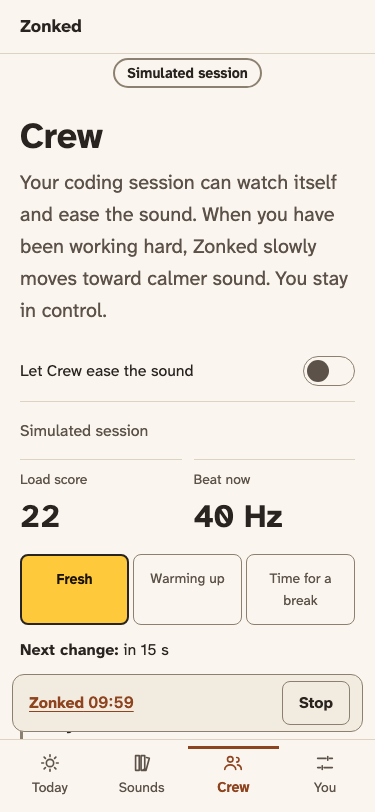 Zonked
Simulated session
Crew
Your coding session can watch itself
and ease the sound. When you have
been working hard, Zonked slowly
moves toward calmer sound. You stay
in control.
Let Crew ease the sound
Simulated session
Load score
Beat now
22
40 Hz
Fresh
Warming up
Time for a
break
Next change: in 15 s
Zonked 09:59
Stop
Today
Sounds
Crew
You